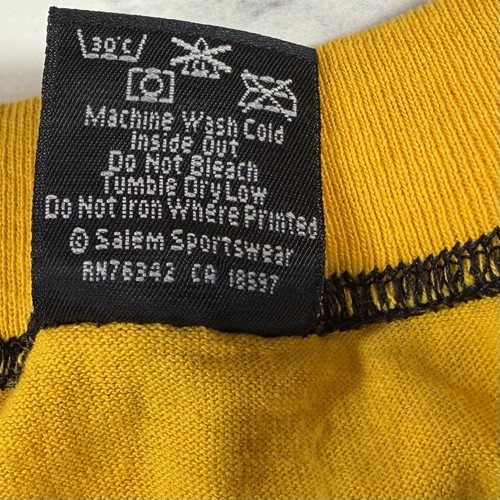 30°C
CL
Machine Wash Cold
Inside Out
Do Not Bleach
Tumble Dry Low
Do Not Iron Where Printed
© Salem Sportswear
RN76342 CA 18597